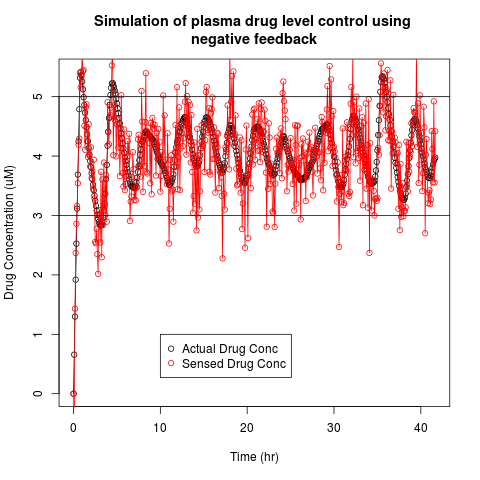 Simulation of plasma drug level control using
negative feedback
Drug Concentration (uM)
5
4
3
2
1
0
Actual Drug Conc
Sensed Drug Conc
0 10 20 30 40
Time (hr)